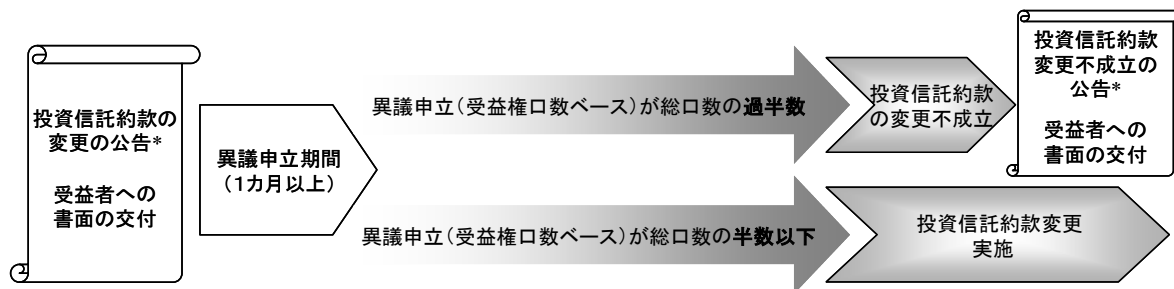 投資信託約款の
変更の公告*
受益者への
書面の交付
異議申立期間
（1カ月以上）
異議申立（受益権口数ベース）が総口数の過半数
投資信託約款
の変更不成立
投資信託約款
変更不成立の
公告*
受益者への
書面の交付
異議申立（受益権口数ベース）が総口数の半数以下
投資信託約款変更
実施